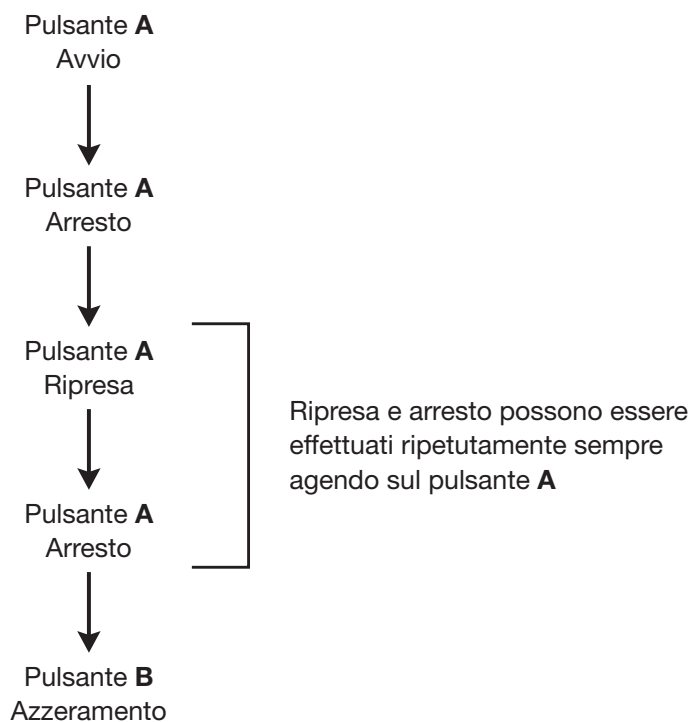 Pulsante A
Avvio
Pulsante A
Arresto
Pulsante A
Ripresa
Ripresa e arresto possono essere
effettuati ripetutamente sempre
agendo sul pulsante A
Pulsante A
Arresto
Pulsante B
Azzeramento